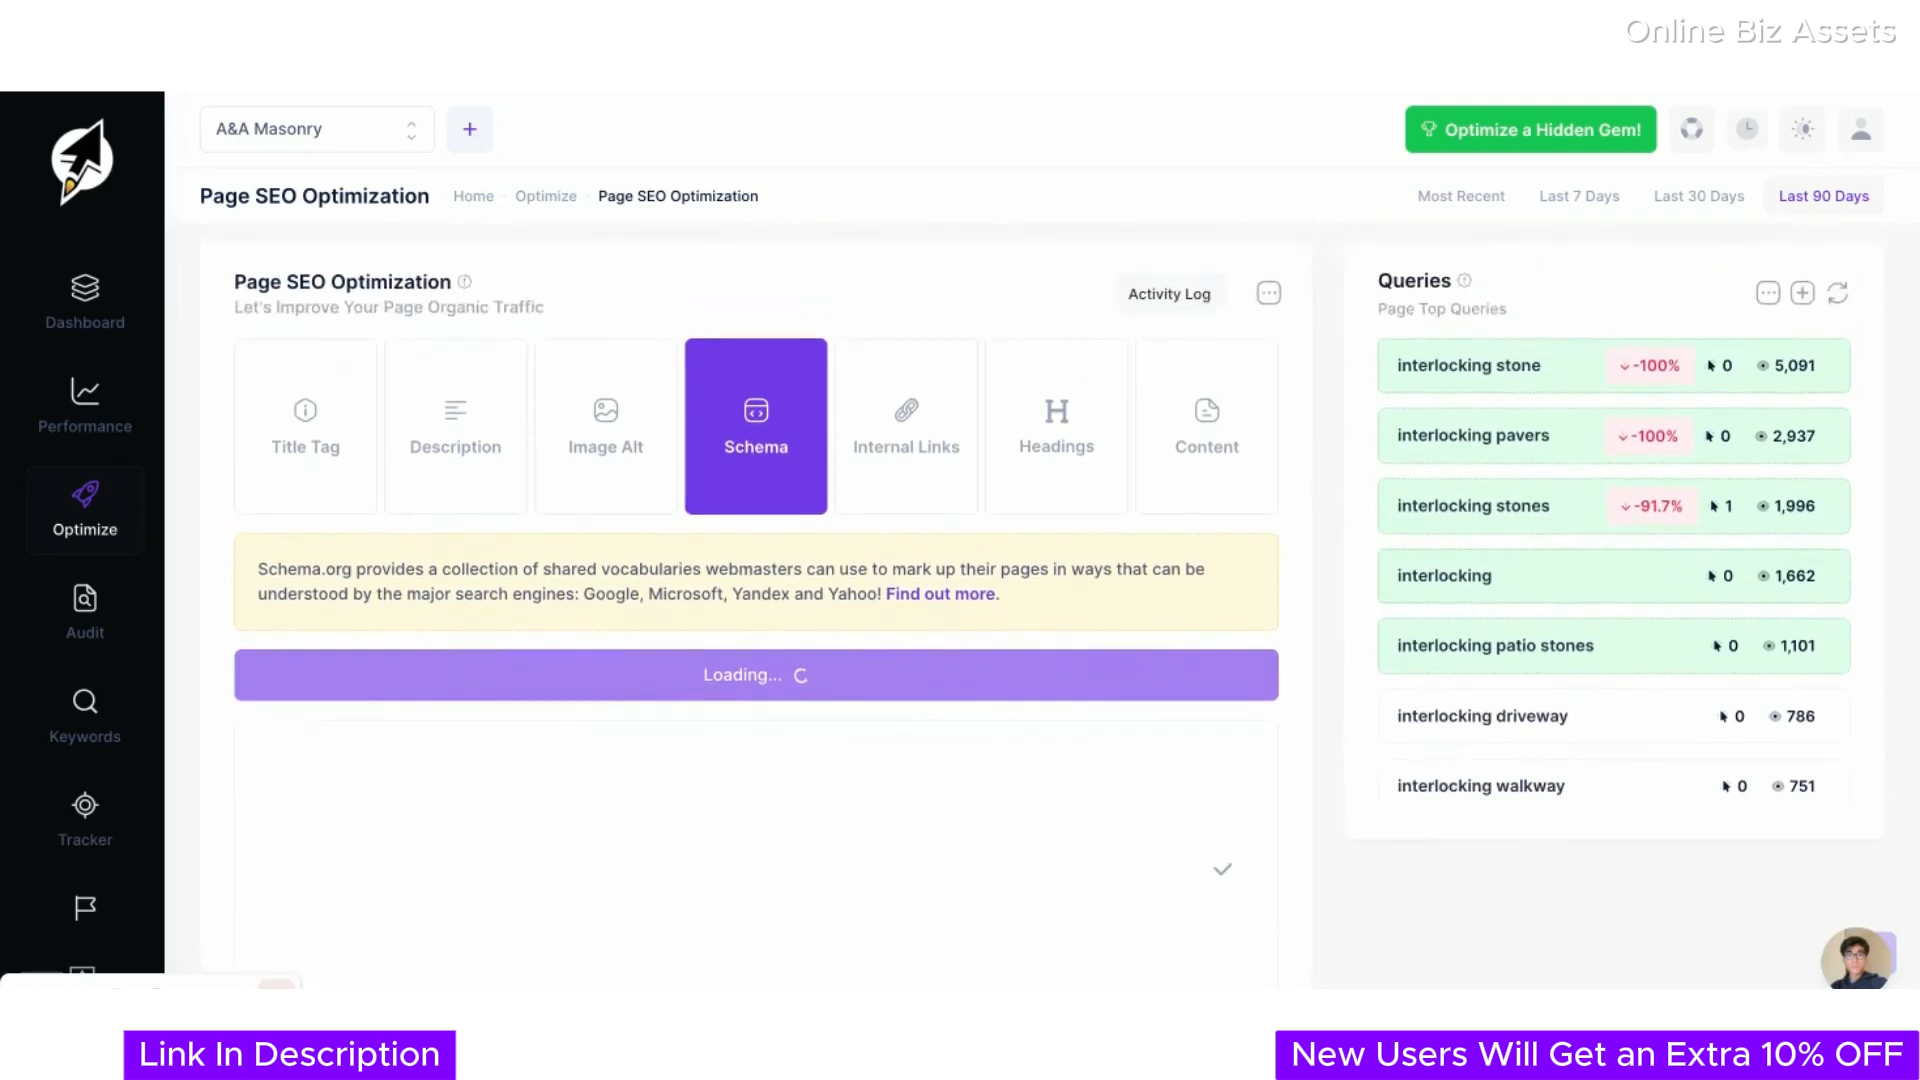 Online Biz Assets
A&A Masonry
+
Optimize a Hidden Gem!
Page SEO Optimization
Home
Optimize
Page SEO Optimization
Most Recent
Last 7 Days
Last 30 Days
Last 90 Days
Dashboard
Performance
Optimize
Audit
Keywords
Tracker
Page SEO Optimization
Let's Improve Your Page Organic Traffic
Activity Log
Title Tag
Description
Image Alt
Schema
Internal Links
H
Headings
Content
Schema.org provides a collection of shared vocabularies webmasters can use to mark up their pages in ways that can be
understood by the major search engines: Google, Microsoft, Yandex and Yahoo! Find out more.
Loading...
Queries
Page Top Queries
interlocking stone -100% 0 5,091
interlocking pavers -100% 0 2,937
interlocking stones -91.7% 1 1,996
interlocking 0 1,662
interlocking patio stones 0 1,101
interlocking driveway 0 786
interlocking walkway 0 751
Link In Description
New Users Will Get an Extra 10% OFF